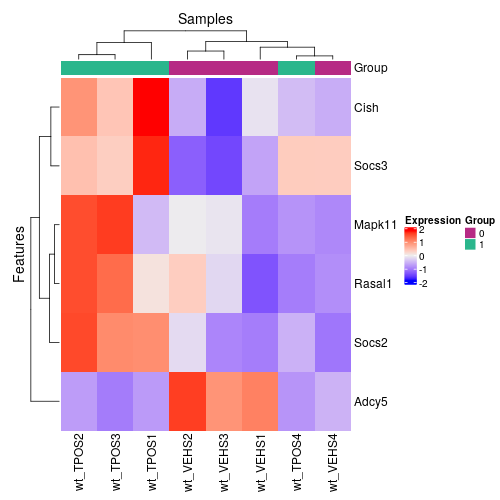 Samples
Group
Cish
Socs3
Mapk11
Rasal1
Socs2
Adcy5
Features
Expression
2
1
0
-1
-2
Group
0
1
wt_TPOS2
wt_TPOS3
wt_TPOS1
wt_VEHS2
wt_VEHS3
wt_VEHS1
wt_TPOS4
wt_VEHS4